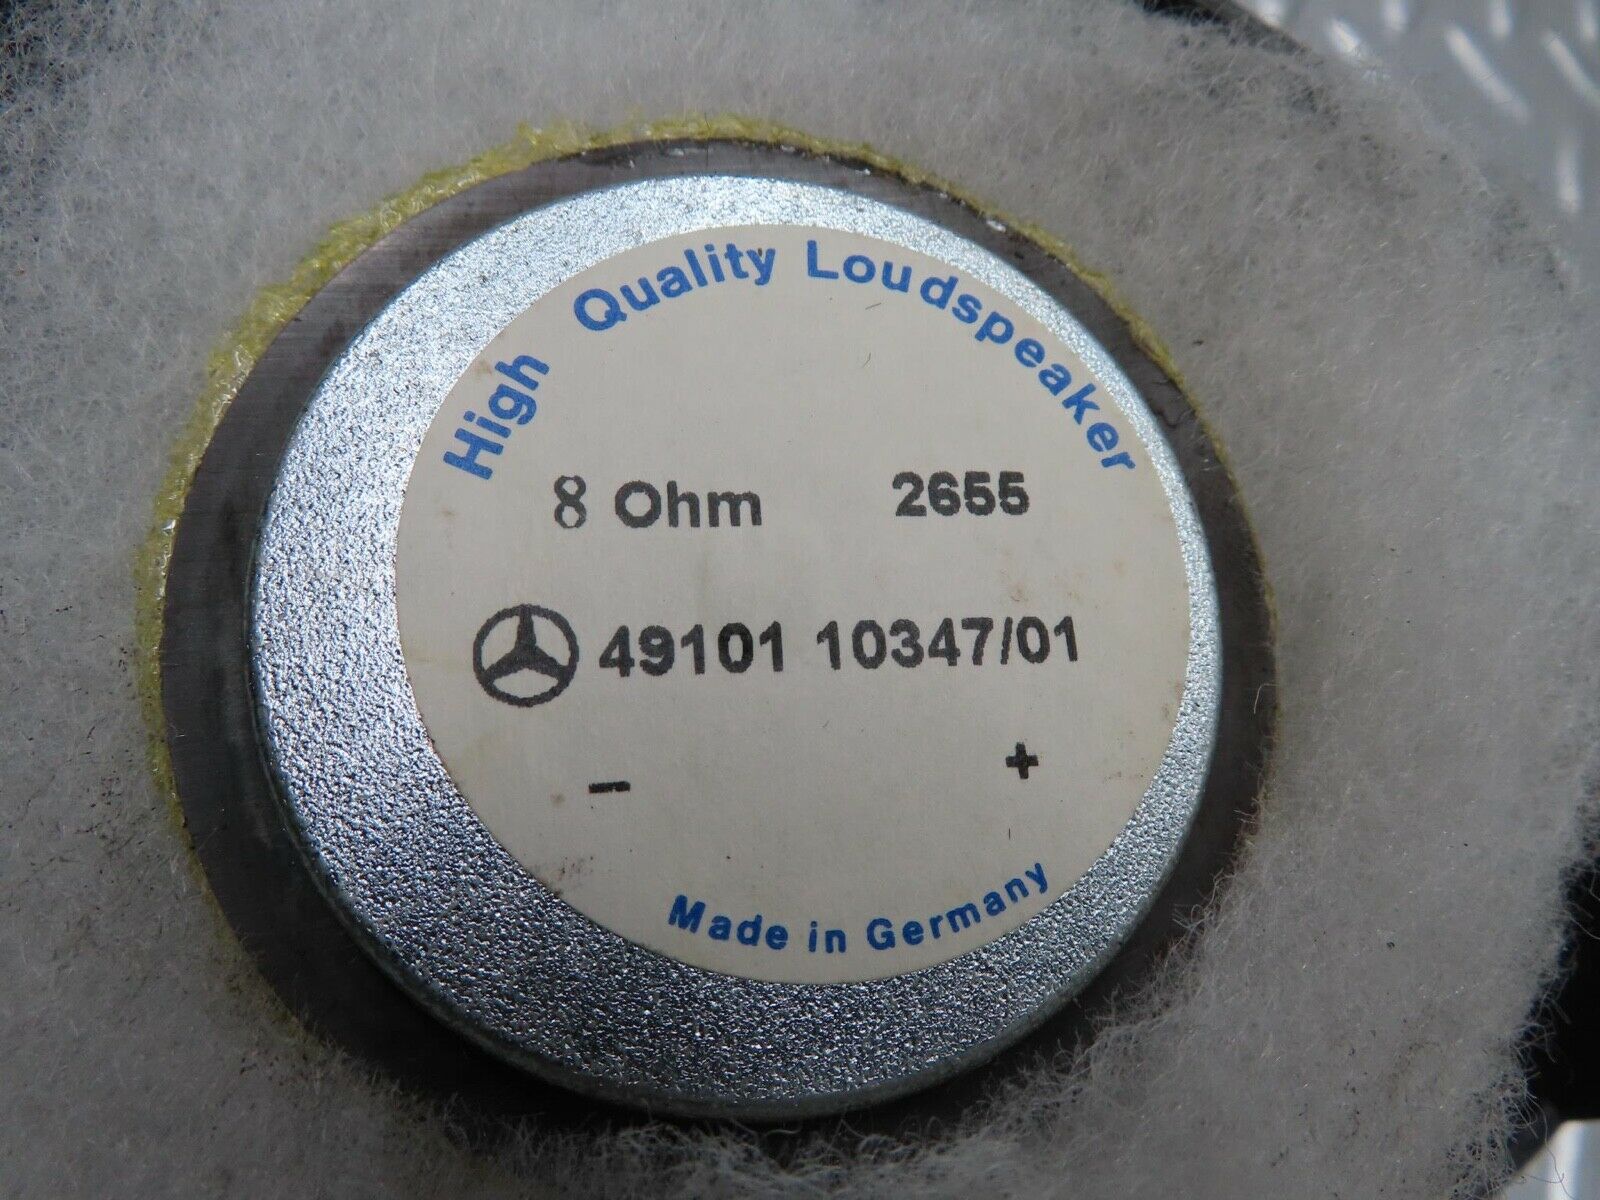 High Quality Loudspeaker
8 Ohm 2655
49101 10347/01
- +
Made in Germany